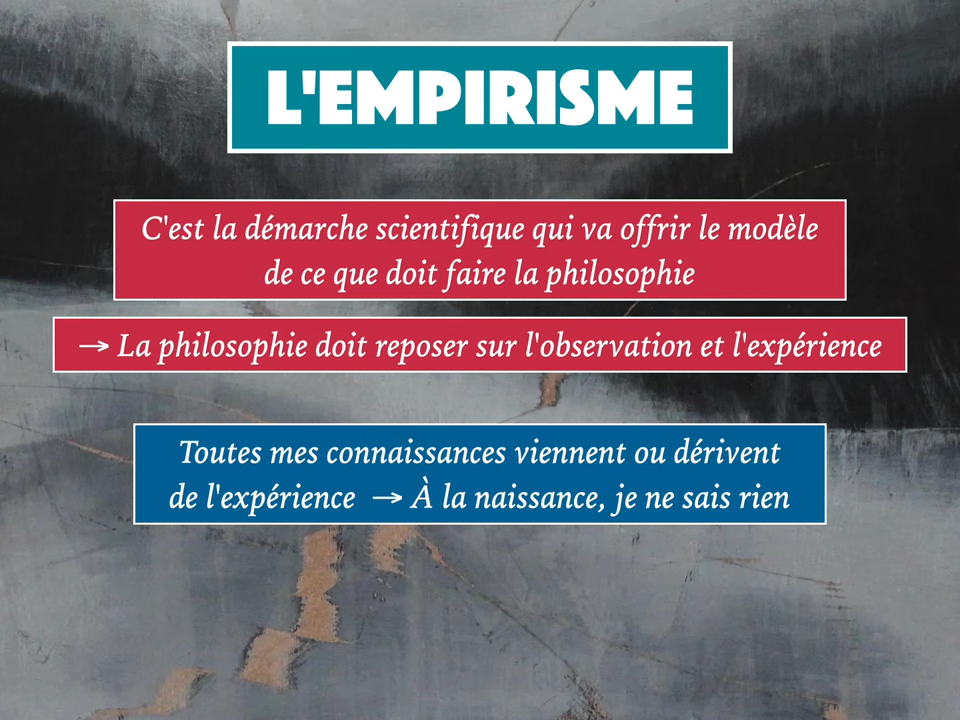 L'EMPIRISME
C'est la démarche scientifique qui va offrir le modèle
de ce que doit faire la philosophie
→ La philosophie doit reposer sur l'observation et l'expérience
Toutes mes connaissances viennent ou dérivent
de l'expérience → À la naissance, je ne sais rien